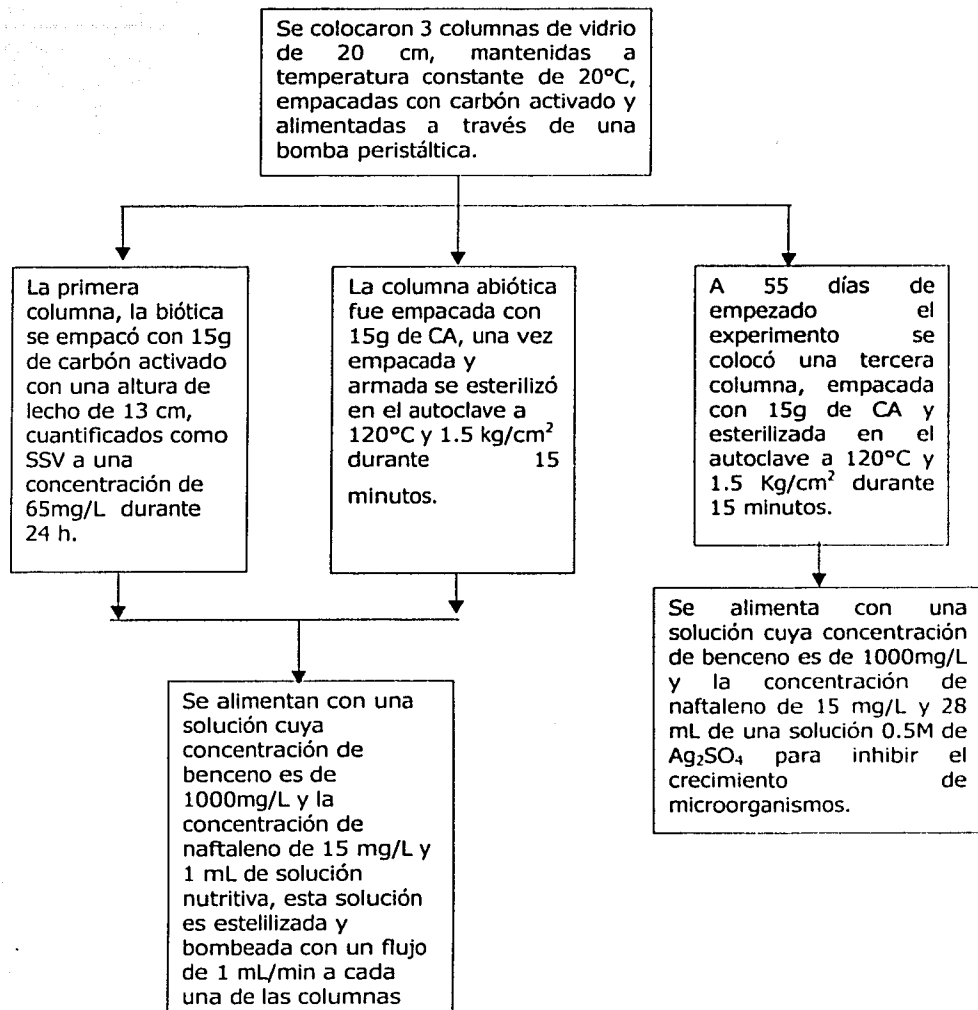 Se colocaron 3 columnas de vidrio
de 20 cm, mantenidas a
temperatura constante de 20°C,
empacadas con carbón activado y
alimentadas a través de una
bomba peristáltica.
La primera
columna, la biótica
se empacó con 15g
de carbón activado
con una altura de
lecho de 13 cm,
cuantificados como
SSV a una
concentración de
65mg/L durante
24 h.
La columna abiótica
fue empacada con
15g de CA, una vez
empacada y
armada se esterilizó
en el autoclave a
120°C y 1.5 kg/cm²
durante 15
minutos.
A 55 días de
empezado el
experimento se
colocó una tercera
columna, empacada
con 15g de CA y
esterilizada en el
autoclave a 120°C y
1.5 Kg/cm² durante
15 minutos.
Se alimentan con una
solución cuya
concentración de
benceno es de
1000mg/L y la
concentración de
naftaleno de 15 mg/L y
1 mL de solución
nutritiva, esta solución
es estelilizada y
bombeada con un flujo
de 1 mL/min a cada
una de las columnas
Se alimenta con una
solución cuya concentración
de benceno es de 1000mg/L
y la concentración de
naftaleno de 15 mg/L y 28
mL de una solución 0.5M de
Ag₂SO₄ para inhibir el
crecimiento de
microorganismos.